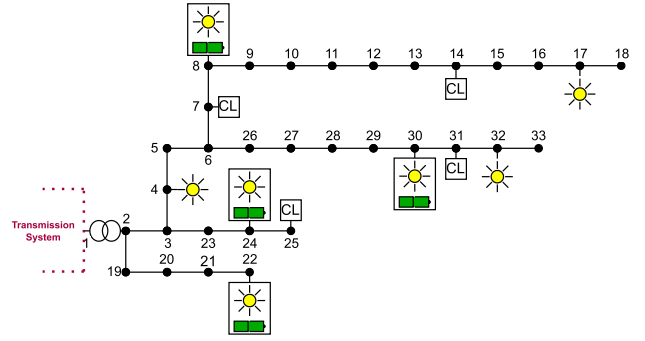 8 9 10 11 12 13 14 15 16 17 18
CL
7 CL
5 6 26 27 28 29 30 31 32 33
CL
4
CL
Transmission
System
1 2 3 23 24 25
19 20 21 22